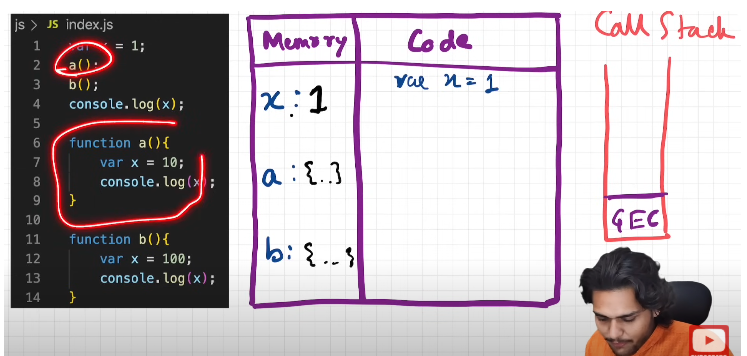 js > JS index.js
1 var x = 1;
2 a();
3 b();
4 console.log(x);
5
6 function a(){
7 var x = 10;
8 console.log(x);
9 }
10
11 function b(){
12 var x = 100;
13 console.log(x);
14 }
Memory Code
var x = 1
x : 1
a : {..}
b : {...}
Call Stack
GEC